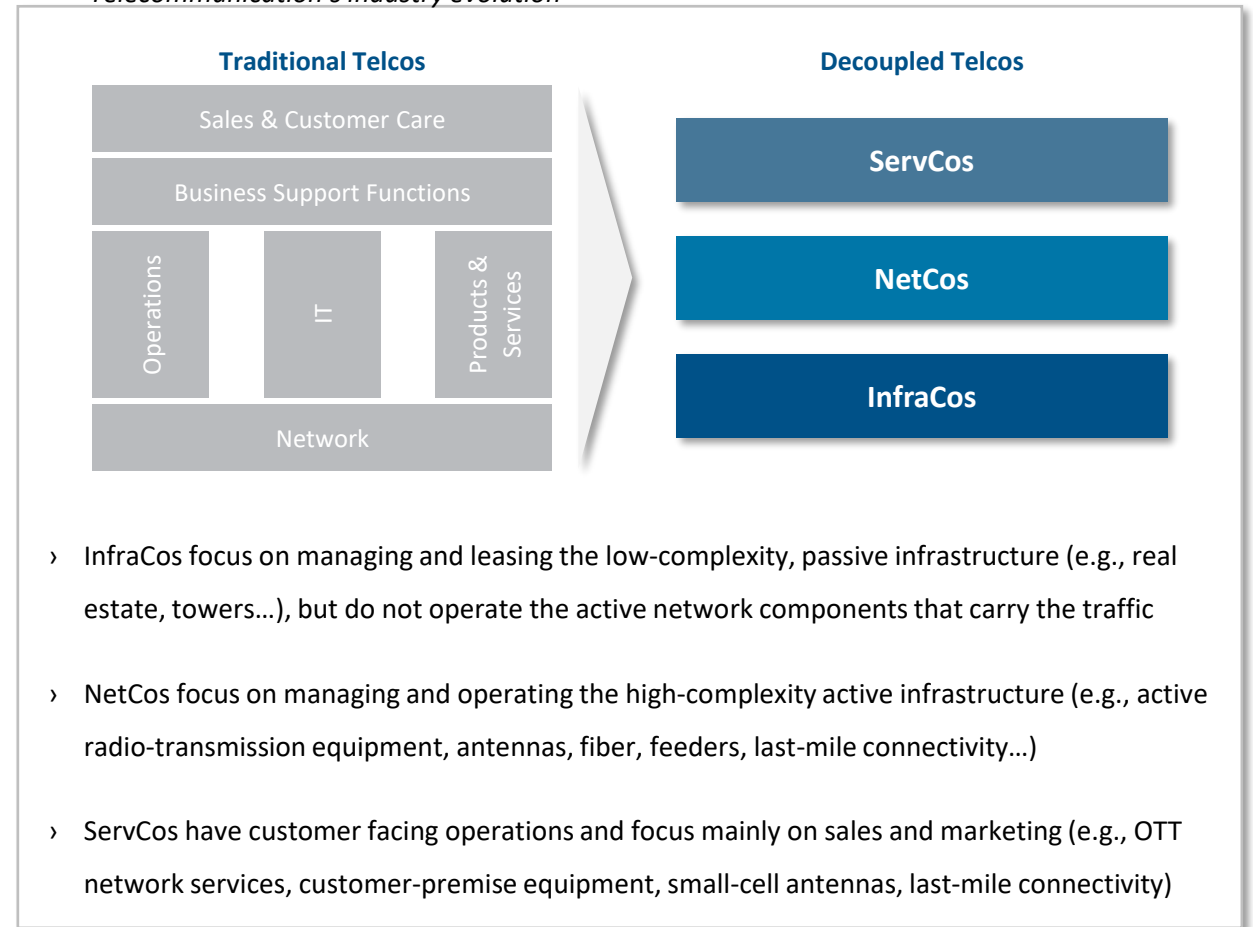 Telecommunication's industry evolution
Traditional Telcos
Decoupled Telcos
Sales & Customer Care
Business Support Functions
Operations
IT
Products &
Services
Network
ServCos
NetCos
InfraCos
› InfraCos focus on managing and leasing the low-complexity, passive infrastructure (e.g., real
estate, towers…), but do not operate the active network components that carry the traffic
› NetCos focus on managing and operating the high-complexity active infrastructure (e.g., active
radio-transmission equipment, antennas, fiber, feeders, last-mile connectivity…)
› ServCos have customer facing operations and focus mainly on sales and marketing (e.g., OTT
network services, customer-premise equipment, small-cell antennas, last-mile connectivity)